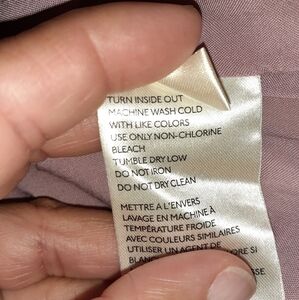 TURN INSIDE OUT
MACHINE WASH COLD
WITH LIKE COLORS
USE ONLY NON-CHLORINE
BLEACH
TUMBLE DRY LOW
DO NOT IRON
DO NOT DRY CLEAN
METTRE A L'ENVERS
LAVAGE EN MACHINE À
TEMPÉRATURE FROIDE
AVEC COULEURS SIMILAIRES
UTILISER UN AGENT DE
SI